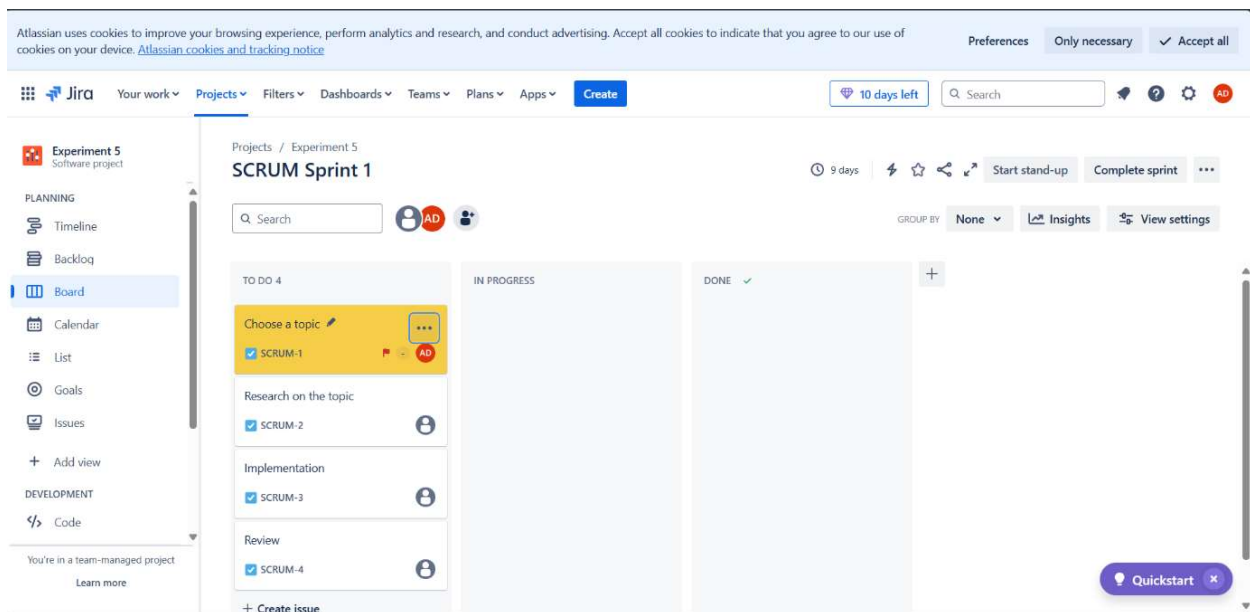 Atlassian uses cookies to improve your browsing experience, perform analytics and research, and conduct advertising. Accept all cookies to indicate that you agree to our use of
cookies on your device. Atlassian cookies and tracking notice
Preferences
Only necessary
Accept all
Jira
Your work
Projects
Filters
Dashboards
Teams
Plans
Apps
Create
10 days left
Search
AD
Experiment 5
Software project
PLANNING
Timeline
Backlog
Board
Calendar
List
Goals
Issues
Add view
DEVELOPMENT
Code
You're in a team-managed project
Learn more
Projects / Experiment 5
SCRUM Sprint 1
9 days
Start stand-up
Complete sprint
Search
AD
GROUP BY
None
Insights
View settings
TO DO 4
Choose a topic
SCRUM-1
AD
Research on the topic
SCRUM-2
Implementation
SCRUM-3
Review
SCRUM-4
+ Create issue
IN PROGRESS
DONE
Quickstart